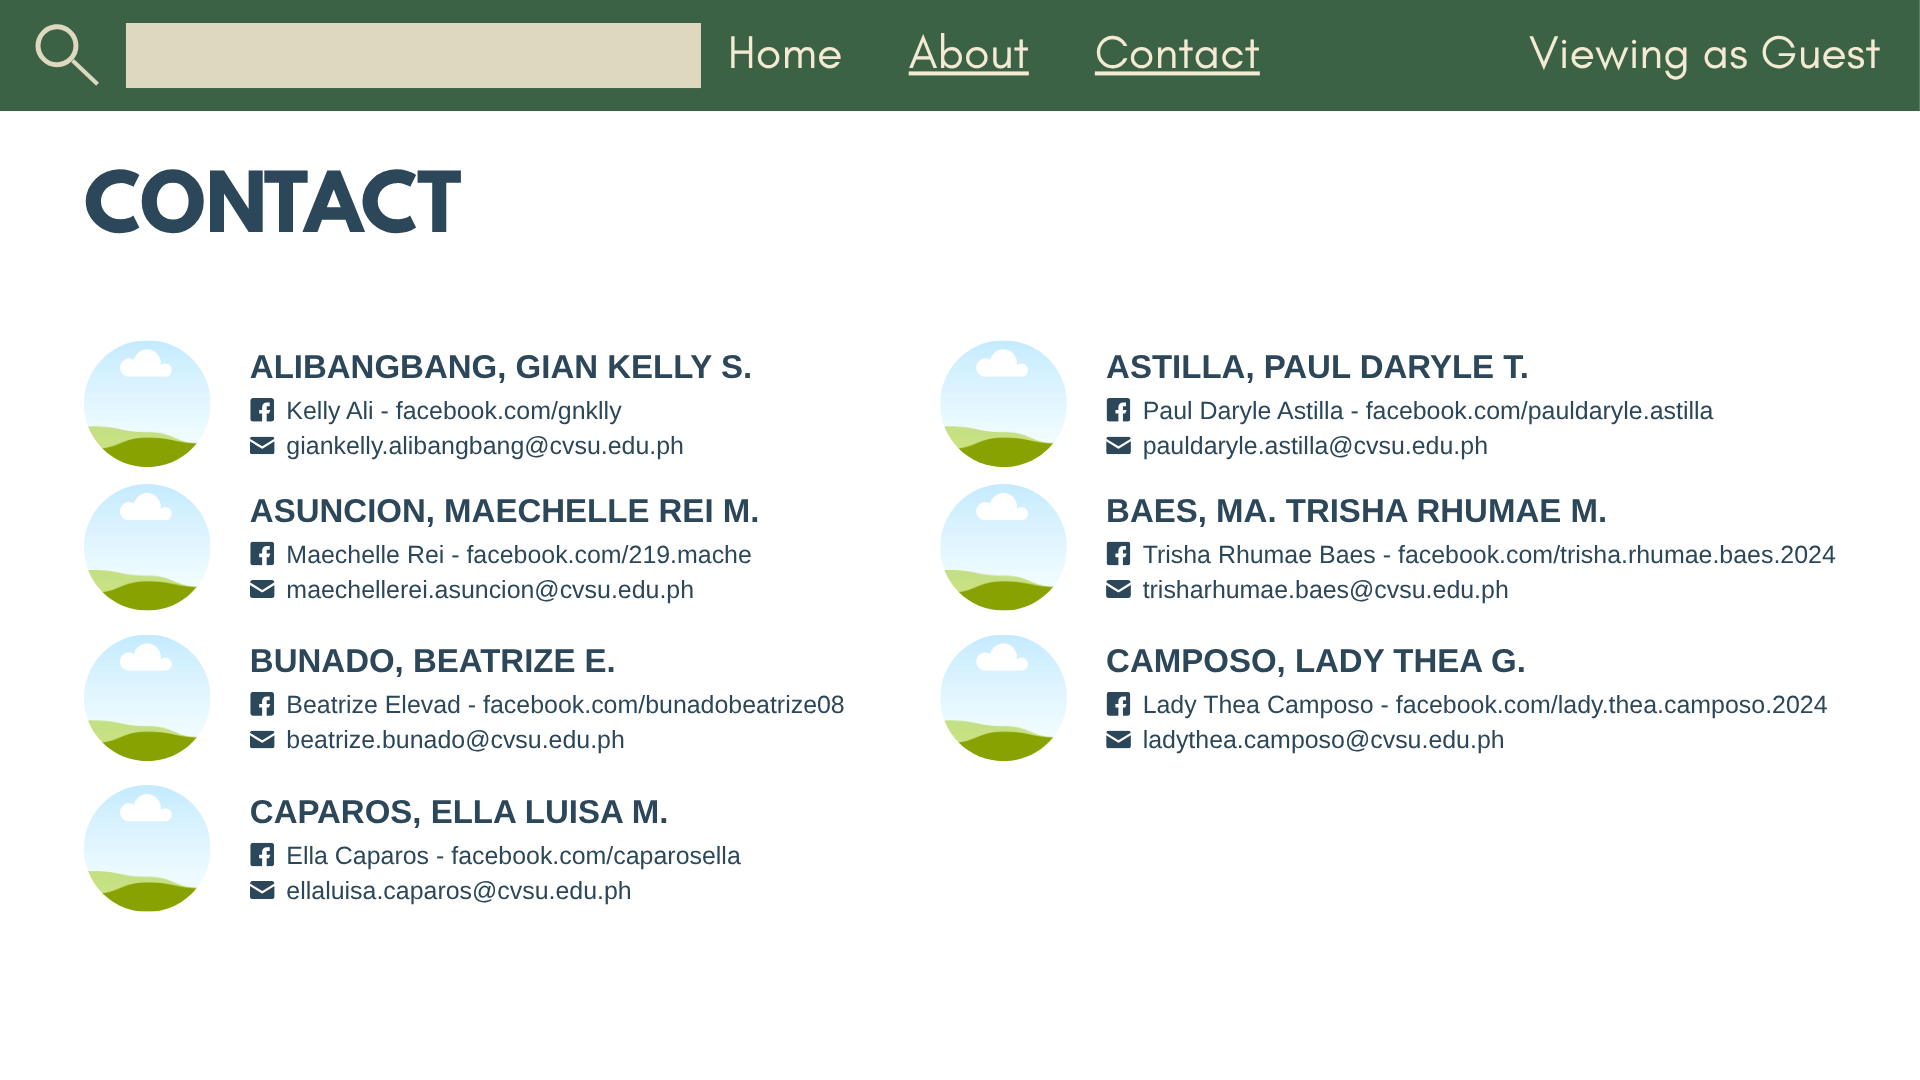 Home About Contact Viewing as Guest
CONTACT
ALIBANGBANG, GIAN KELLY S.
Kelly Ali - facebook.com/gnklly
giankelly.alibangbang@cvsu.edu.ph
ASTILLA, PAUL DARYLE T.
Paul Daryle Astilla - facebook.com/pauldaryle.astilla
pauldaryle.astilla@cvsu.edu.ph
ASUNCION, MAECHELLE REI M.
Maechelle Rei - facebook.com/219.mache
maechellerei.asuncion@cvsu.edu.ph
BAES, MA. TRISHA RHUMAE M.
Trisha Rhumae Baes - facebook.com/trisha.rhumae.baes.2024
trisharhumae.baes@cvsu.edu.ph
BUNADO, BEATRIZE E.
Beatrize Elevad - facebook.com/bunadobeatrize08
beatrize.bunado@cvsu.edu.ph
CAMPOSO, LADY THEA G.
Lady Thea Camposo - facebook.com/lady.thea.camposo.2024
ladythea.camposo@cvsu.edu.ph
CAPAROS, ELLA LUISA M.
Ella Caparos - facebook.com/caparosella
ellaluisa.caparos@cvsu.edu.ph